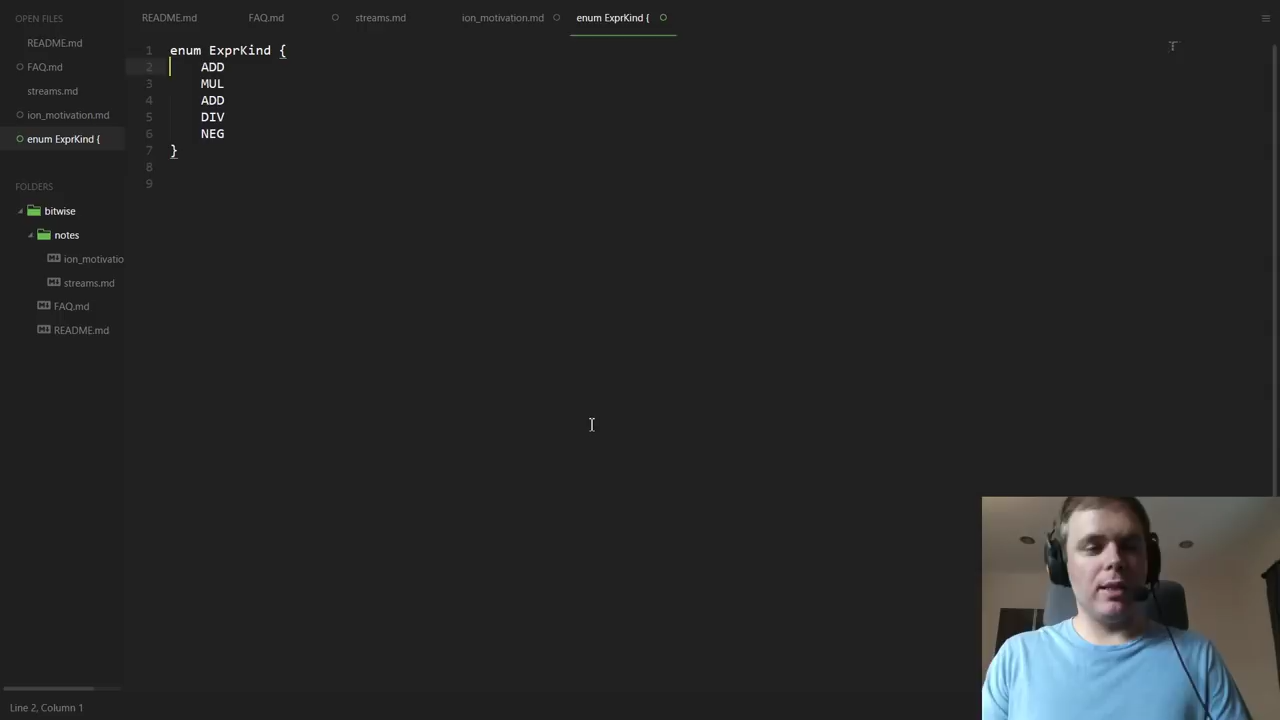 OPEN FILES
README.md
FAQ.md
streams.md
ion_motivation.md
enum ExprKind {
FOLDERS
bitwise
notes
ion_motivatio
streams.md
FAQ.md
README.md
README.md
FAQ.md
streams.md
ion_motivation.md
enum ExprKind {
1 enum ExprKind {
2 ADD
3 MUL
4 ADD
5 DIV
6 NEG
7 }
8
9
Line 2, Column 1